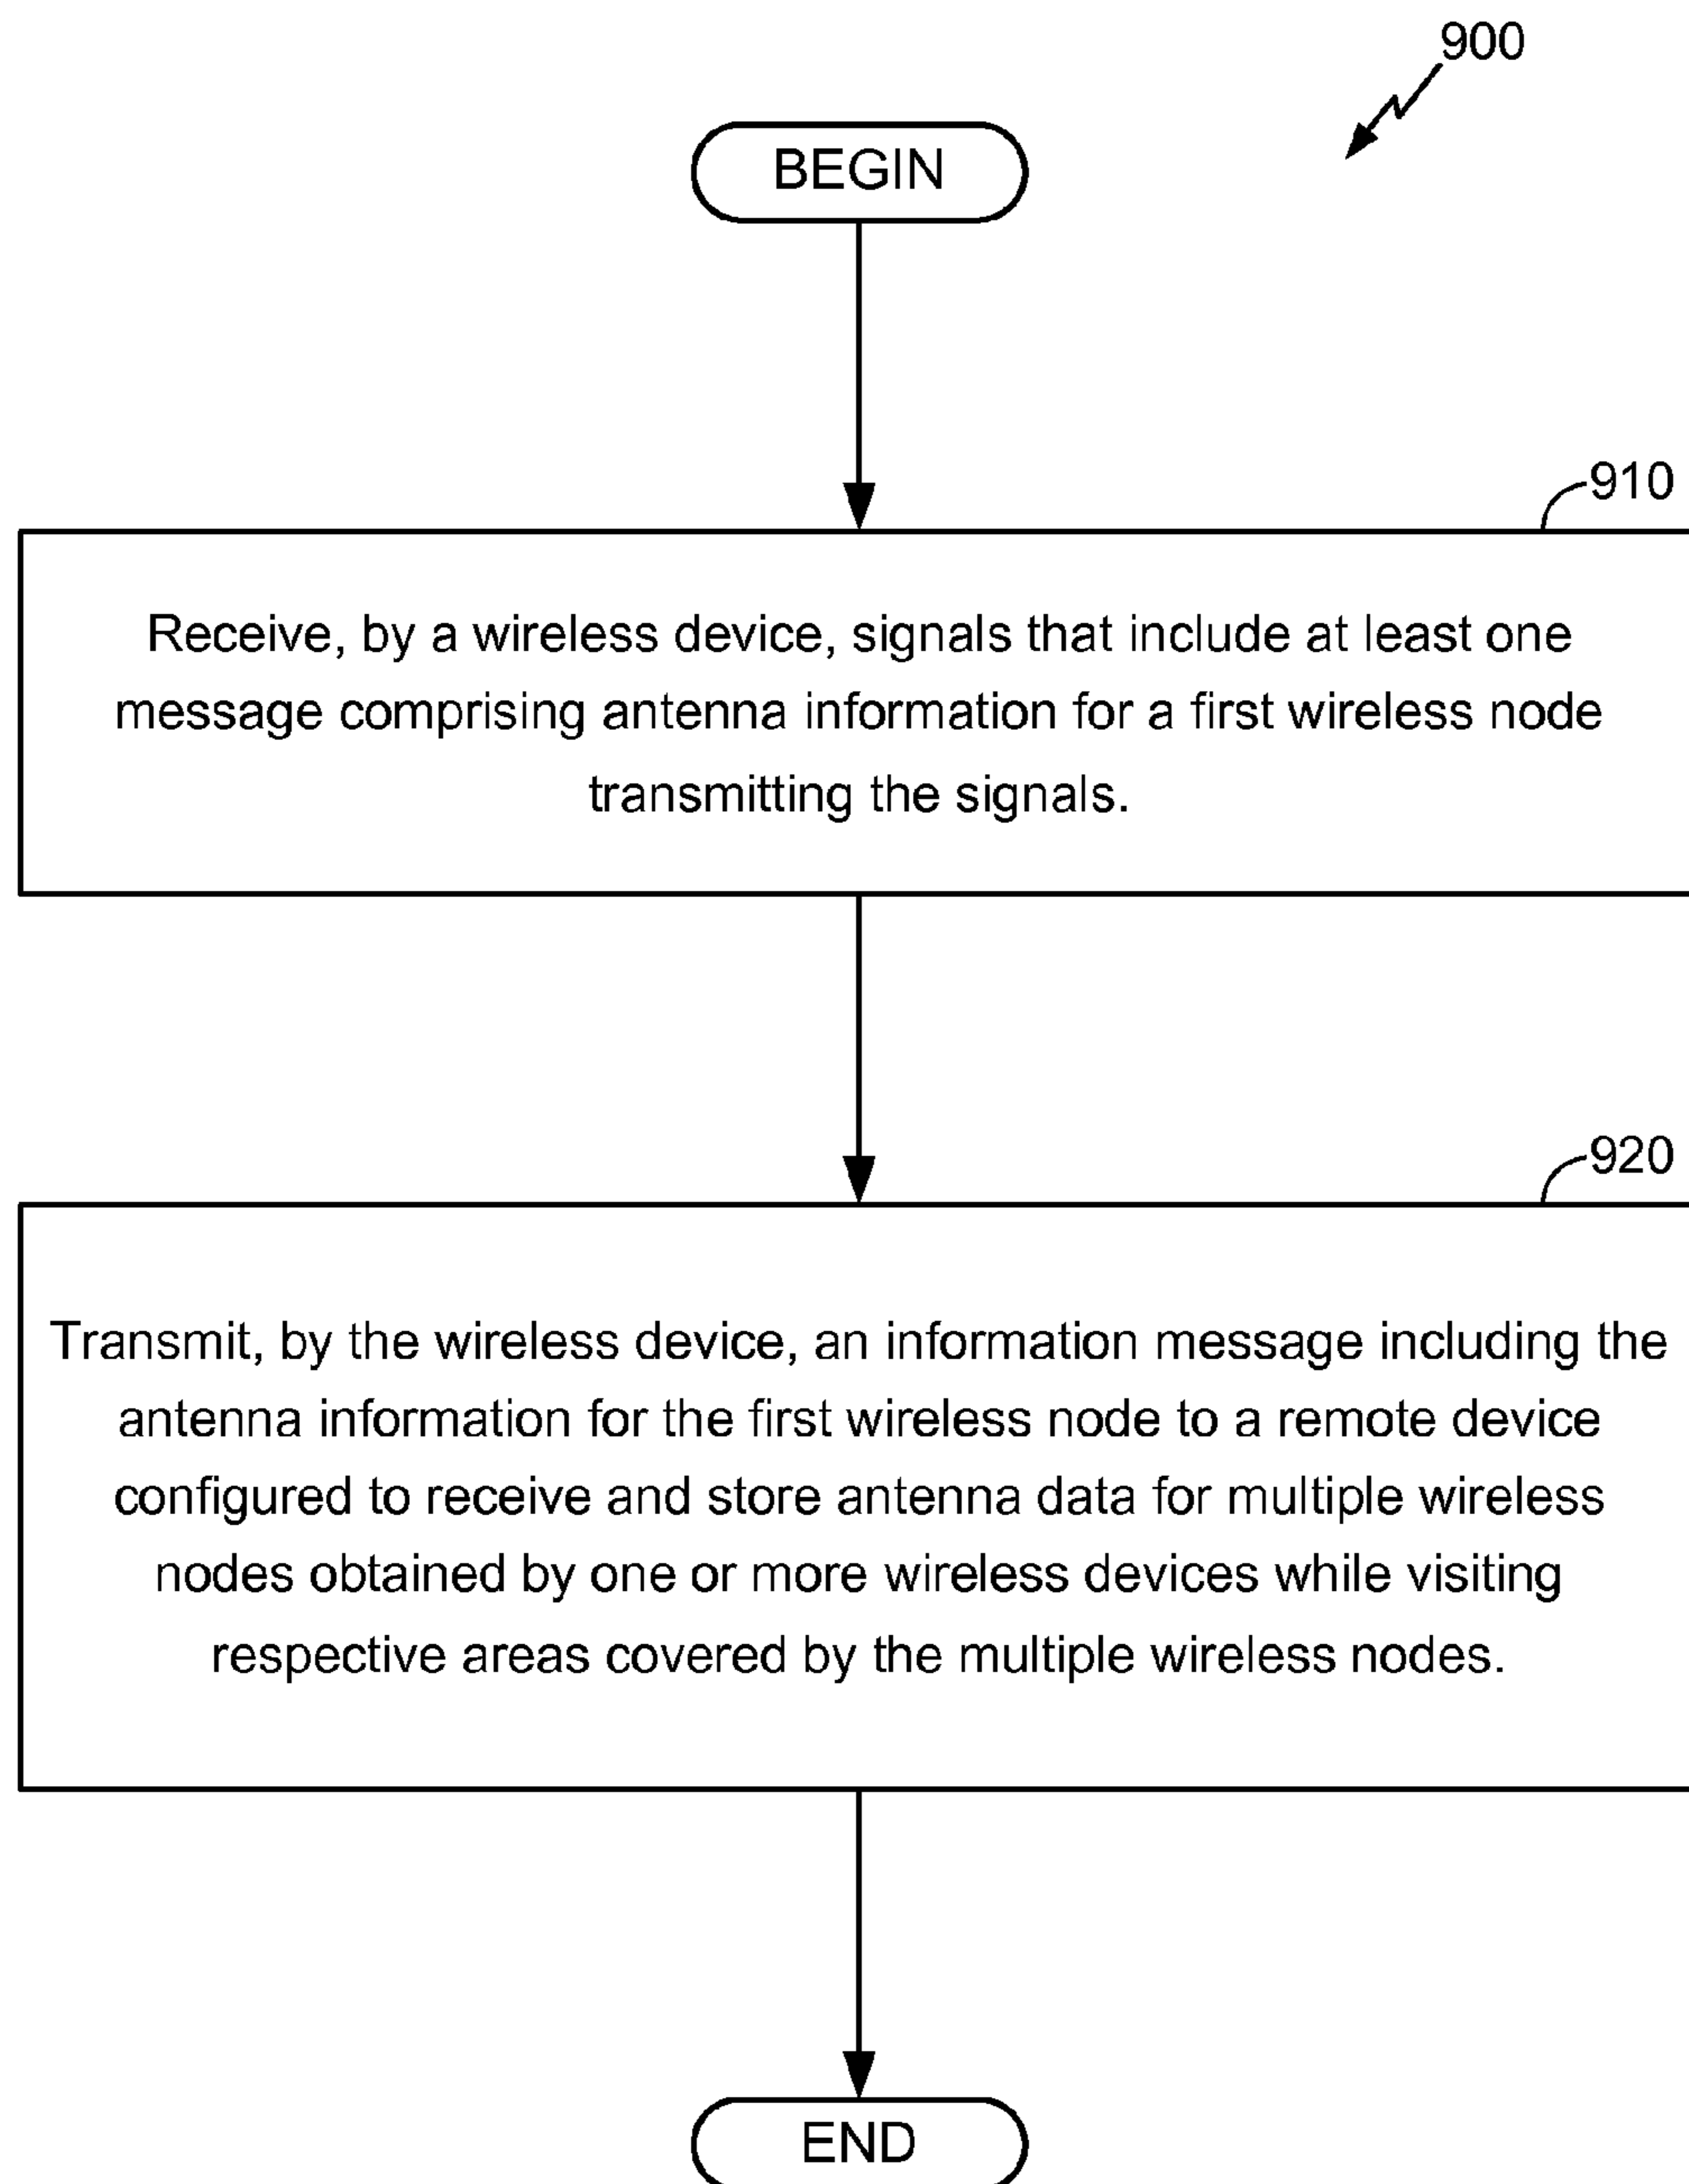 900
BEGIN
910
Receive, by a wireless device, signals that include at least one
message comprising antenna information for a first wireless node
transmitting the signals.
920
Transmit, by the wireless device, an information message including the
antenna information for the first wireless node to a remote device
configured to receive and store antenna data for multiple wireless
nodes obtained by one or more wireless devices while visiting
respective areas covered by the multiple wireless nodes.
END